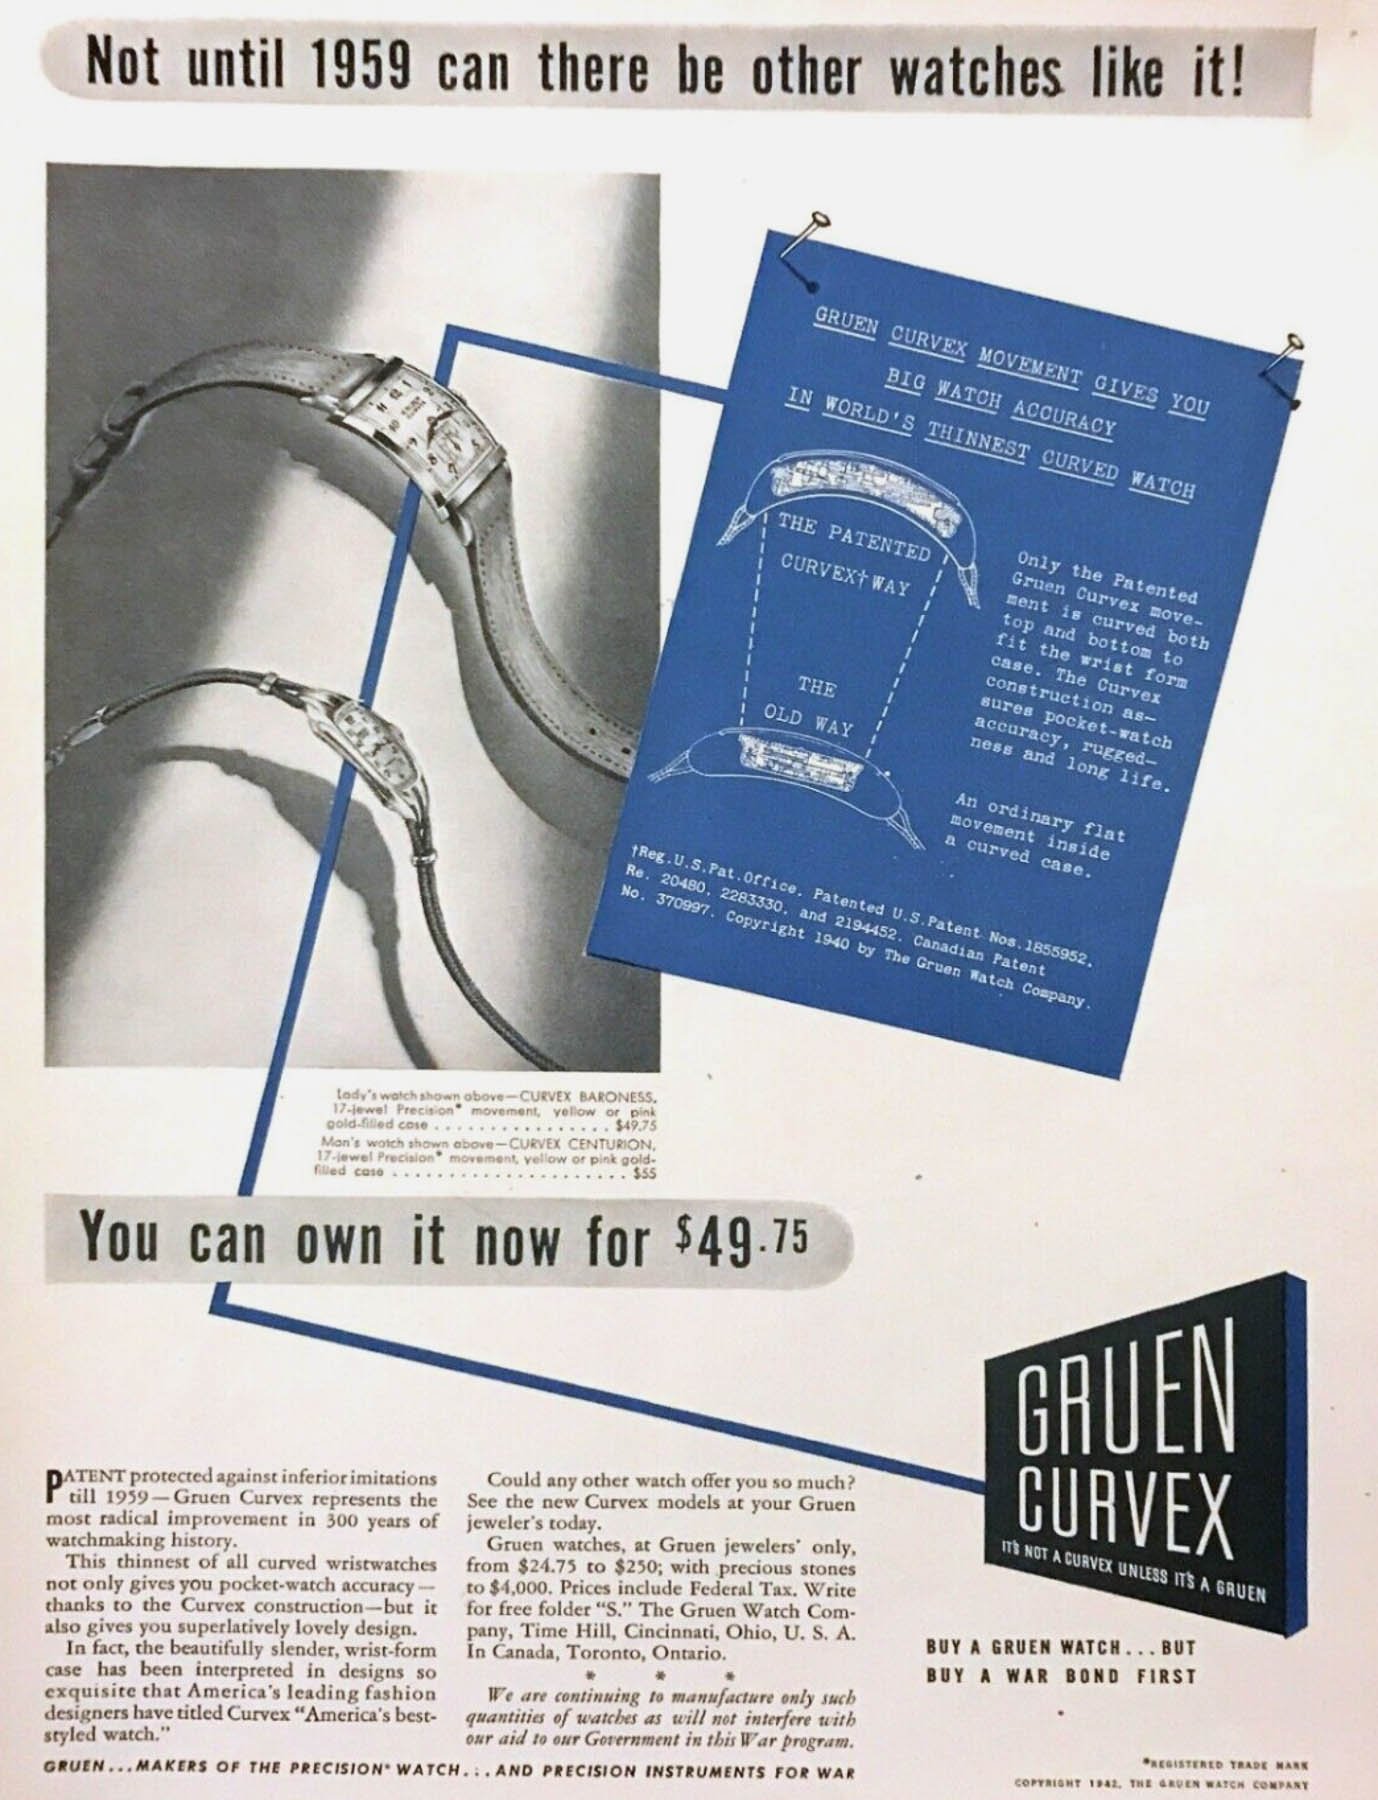 Not until 1959 can there be other watches like it!
GRUEN CURVEX MOVEMENT GIVES YOU
BIG WATCH ACCURACY
IN WORLD'S THINNEST CURVED WATCH
THE PATENTED
CURVEX† WAY
Only the Patented
Gruen Curvex move-
ment is curved both
top and bottom to
fit the wrist form
case. The Curvex
construction as-
sures pocket-watch
accuracy, rugged-
ness and long life.
THE
OLD WAY
An ordinary flat
movement inside
a curved case.
†Reg.U.S.Pat.Office. Patented U.S.Patent Nos.1855952,
Re. 20480, 2283330, and 2194452. Canadian Patent
No. 370997. Copyright 1940 by The Gruen Watch Company.
Lady's watch shown above—CURVEX BARONESS,
17-jewel Precision* movement, yellow or pink
gold-filled case . . . . . . . . . . . . . . . . $49.75
Man's watch shown above—CURVEX CENTURION,
17-jewel Precision* movement, yellow or pink gold-
filled case . . . . . . . . . . . . . . . . . . . . . . $55
You can own it now for $49.75
PATENT protected against inferior imitations
till 1959—Gruen Curvex represents the
most radical improvement in 300 years of
watchmaking history.
This thinnest of all curved wristwatches
not only gives you pocket-watch accuracy—
thanks to the Curvex construction—but it
also gives you superlatively lovely design.
In fact, the beautifully slender, wrist-form
case has been interpreted in designs so
exquisite that America's leading fashion
designers have titled Curvex "America's best-
styled watch."
Could any other watch offer you so much?
See the new Curvex models at your Gruen
jeweler's today.
Gruen watches, at Gruen jewelers' only,
from $24.75 to $250; with precious stones
to $4,000. Prices include Federal Tax. Write
for free folder "S." The Gruen Watch Com-
pany, Time Hill, Cincinnati, Ohio, U. S. A.
In Canada, Toronto, Ontario.
* * *
We are continuing to manufacture only such
quantities of watches as will not interfere with
our aid to our Government in this War program.
GRUEN...MAKERS OF THE PRECISION* WATCH...AND PRECISION INSTRUMENTS FOR WAR
GRUEN
CURVEX
IT'S NOT A CURVEX UNLESS IT'S A GRUEN
BUY A GRUEN WATCH...BUT
BUY A WAR BOND FIRST
*REGISTERED TRADE MARK
COPYRIGHT 1942, THE GRUEN WATCH COMPANY